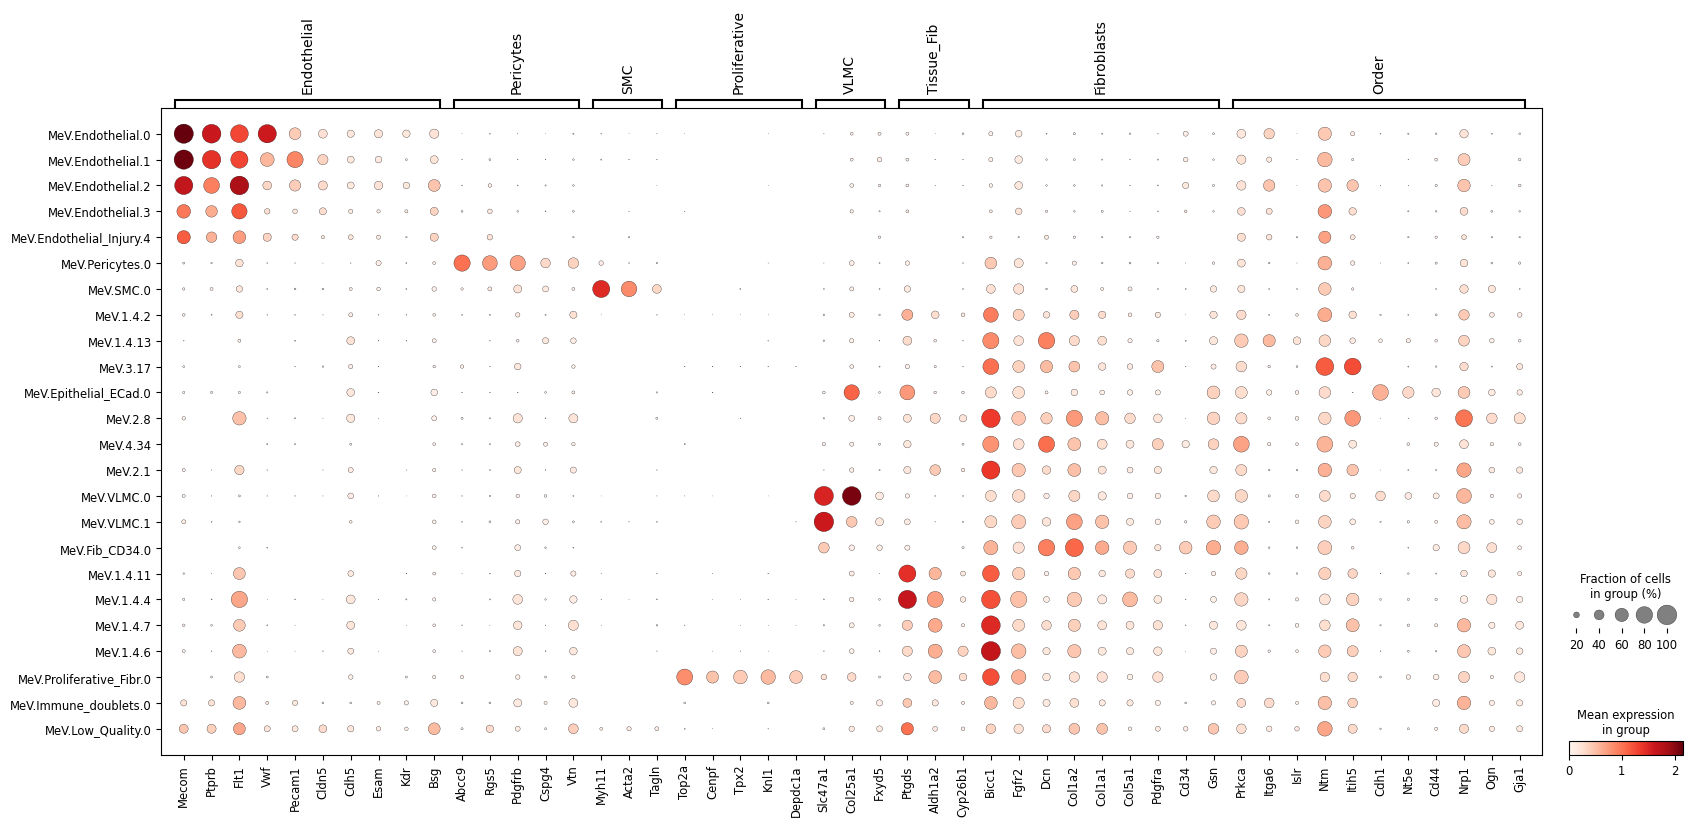 Endothelial
Pericytes
SMC
Proliferative
VLMC
Tissue_Fib
Fibroblasts
Order
MeV.Endothelial.0
MeV.Endothelial.1
MeV.Endothelial.2
MeV.Endothelial.3
MeV.Endothelial_Injury.4
MeV.Pericytes.0
MeV.SMC.0
MeV.1.4.2
MeV.1.4.13
MeV.3.17
MeV.Epithelial_ECad.0
MeV.2.8
MeV.4.34
MeV.2.1
MeV.VLMC.0
MeV.VLMC.1
MeV.Fib_CD34.0
MeV.1.4.11
MeV.1.4.4
MeV.1.4.7
MeV.1.4.6
MeV.Proliferative_Fibr.0
MeV.Immune_doublets.0
MeV.Low_Quality.0
Mecom
Ptprb
Flt1
Vwf
Pecam1
Cldn5
Cdh5
Esam
Kdr
Bsg
Abcc9
Rgs5
Pdgfrb
Cspg4
Vtn
Myh11
Acta2
Tagln
Top2a
Cenpf
Tpx2
Knl1
Depdc1a
Slc47a1
Col25a1
Fxyd5
Ptgds
Aldh1a2
Cyp26b1
Bicc1
Fgfr2
Dcn
Col1a2
Col1a1
Col5a1
Pdgfra
Cd34
Gsn
Prkca
Itga6
Islr
Ntm
Itih5
Cdh1
Nt5e
Cd44
Nrp1
Ogn
Gja1
Fraction of cells
in group (%)
20 40 60 80 100
Mean expression
in group
0 1 2